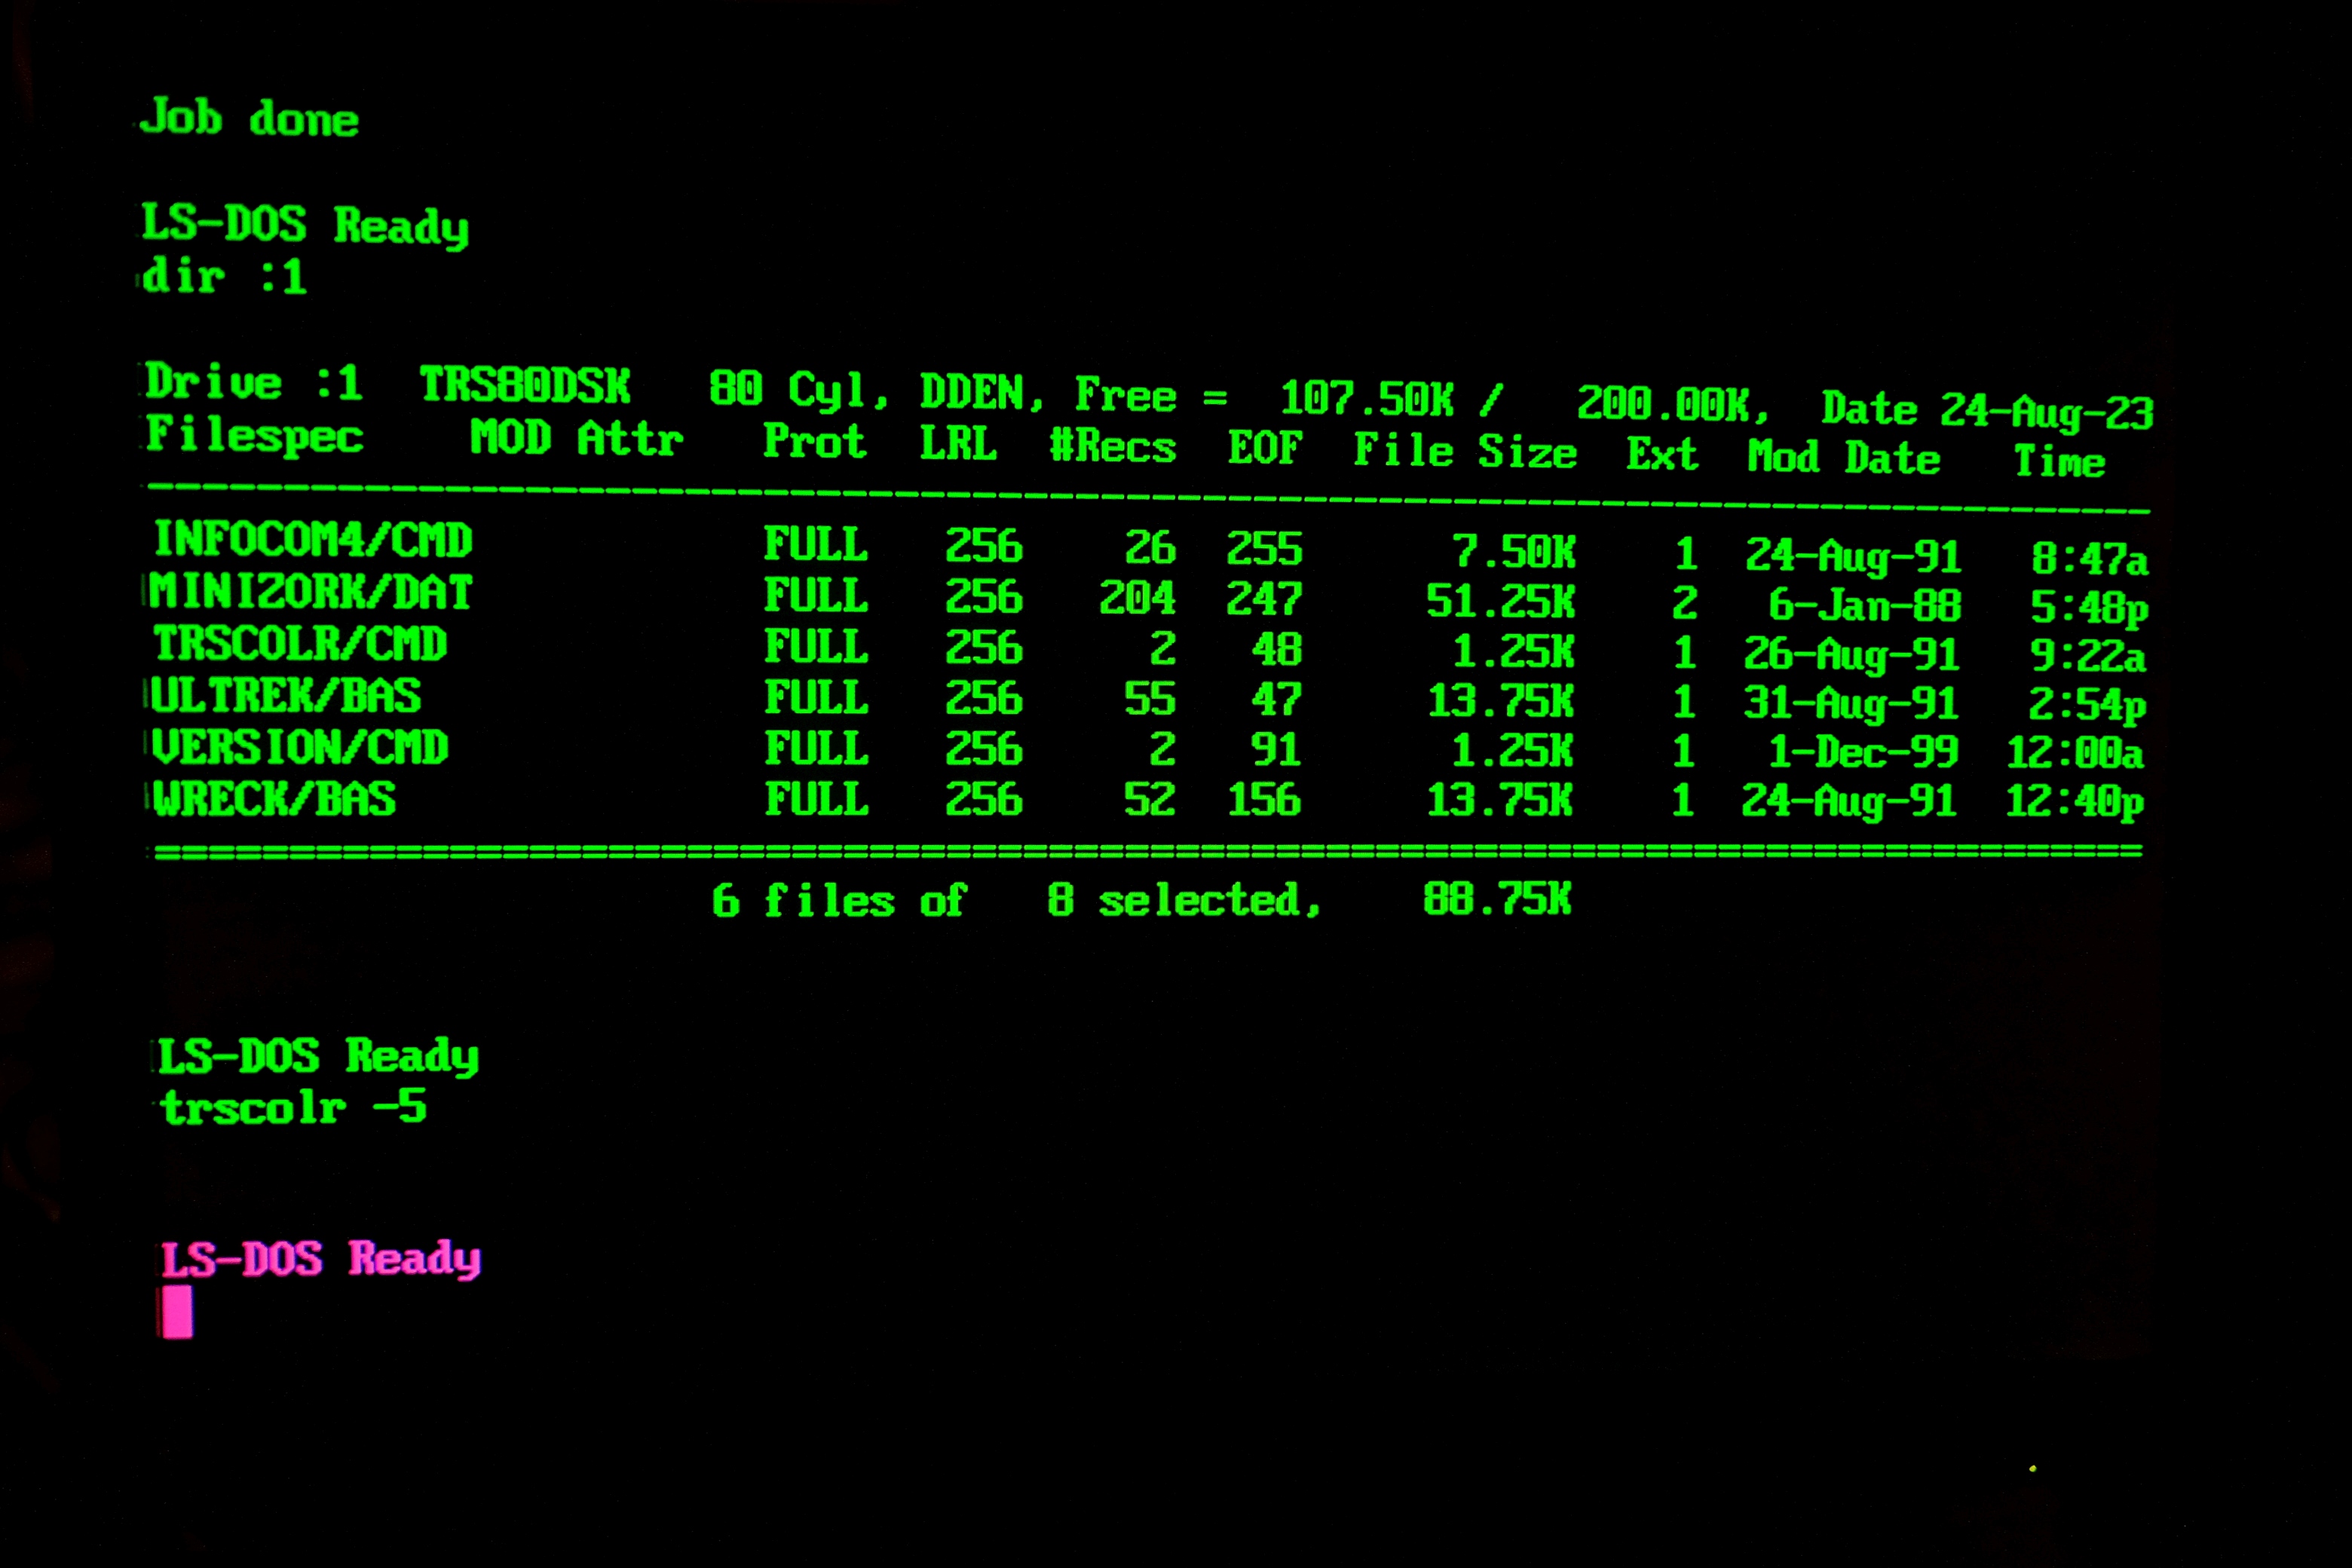 Job done
LS-DOS Ready
dir :1
Drive :1  TRS80DSK   80 Cyl, DDEN, Free =  107.50K /   200.00K,  Date 24-Aug-23
Filespec    MOD Attr   Prot  LRL  #Recs  EOF  File Size  Ext  Mod Date   Time
--------------------------------------------------------------------------------
INFOCOM4/CMD           FULL   256    26  255      7.50K    1  24-Aug-91   8:47a
MINIZORK/DAT           FULL   256   204  247     51.25K    2   6-Jan-88   5:48p
TRSCOLR/CMD            FULL   256     2   48      1.25K    1  26-Aug-91   9:22a
ULTREK/BAS             FULL   256    55   47     13.75K    1  31-Aug-91   2:54p
VERSION/CMD            FULL   256     2   91      1.25K    1   1-Dec-99  12:00a
WRECK/BAS              FULL   256    52  156     13.75K    1  24-Aug-91  12:40p
================================================================================
6 files of   8 selected,    88.75K
LS-DOS Ready
trscolr -5
LS-DOS Ready